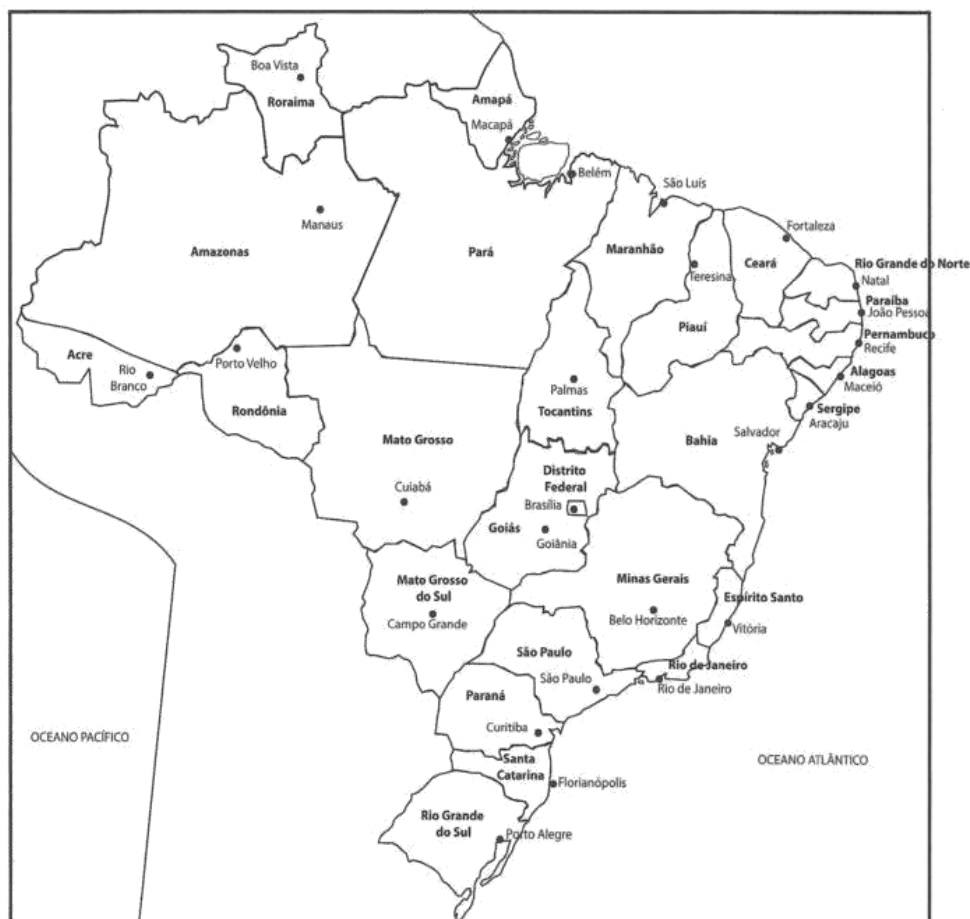 Boa Vista
Roraima
Amapá
Macapá
Belém
São Luís
Manaus
Fortaleza
Amazonas
Pará
Maranhão
Teresina
Ceará
Rio Grande do Norte
Natal
Paraíba
João Pessoa
Piauí
Pernambuco
Recife
Acre
Rio
Branco
Porto Velho
Alagoas
Maceió
Palmas
Rondônia
Tocantins
Sergipe
Aracaju
Mato Grosso
Bahia
Salvador
Distrito
Federal
Cuiabá
Brasília
Goiás
Goiânia
Mato Grosso
do Sul
Campo Grande
Minas Gerais
Belo Horizonte
Espírito Santo
Vitória
São Paulo
São Paulo
Rio de Janeiro
Rio de Janeiro
Paraná
Curitiba
OCEANO PACÍFICO
OCEANO ATLÂNTICO
Santa
Catarina
Florianópolis
Rio Grande
do Sul
Porto Alegre